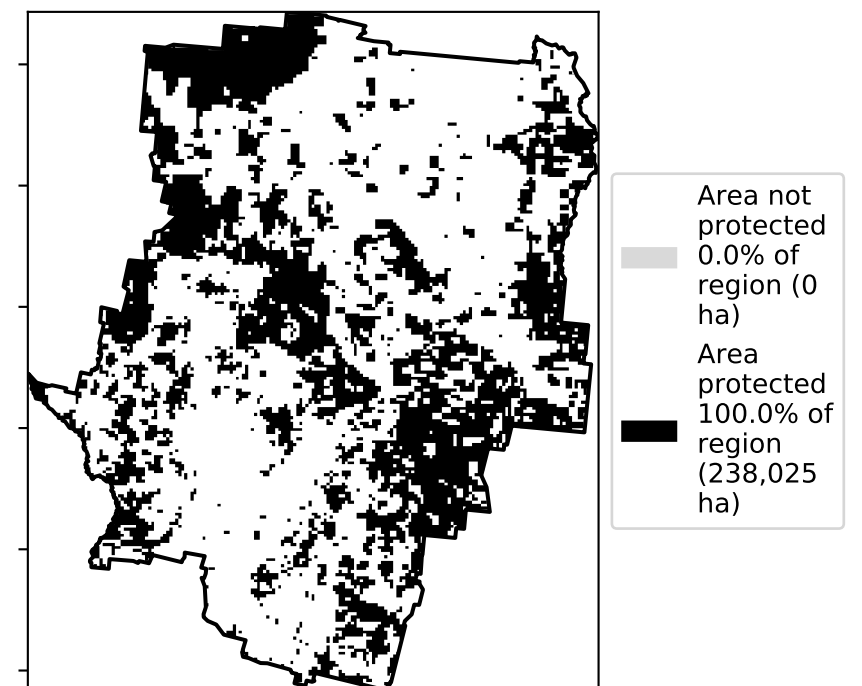 Area not
protected
0.0% of
region (0
ha)
Area
protected
100.0% of
region
(238,025
ha)